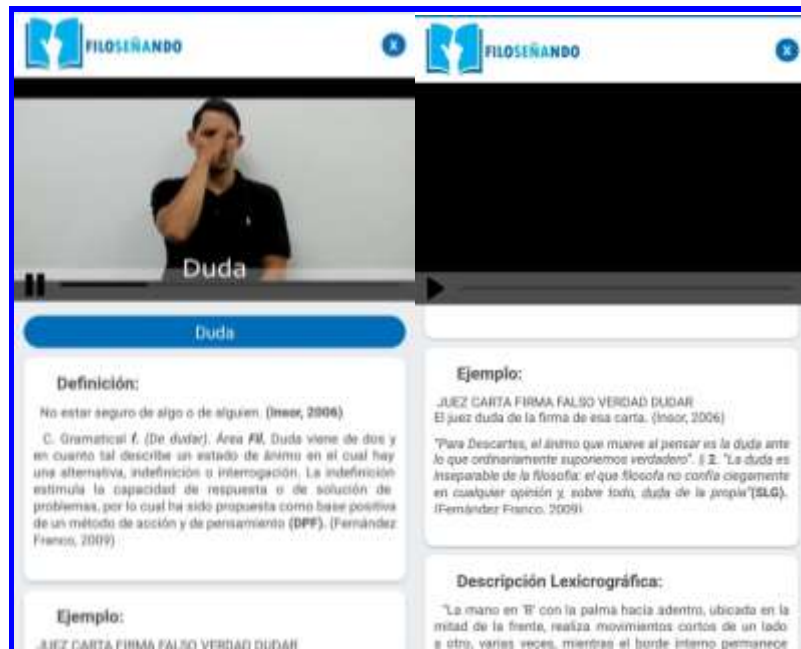 FILOSEÑANDO
X
Duda
Duda
Definición:
No estar seguro de algo o de alguien. (Insor, 2006)
C. Gramatical f. (De dudar). Área Fil. Duda viene de dos y
en cuanto tal describe un estado de ánimo en el cual hay
una alternativa, indefinición o interrogación. La indefinición
estimula la capacidad de respuesta o de solución de
problemas, por lo cual ha sido propuesta como base positiva
de un método de acción y de pensamiento (DPF). (Fernández
Franco, 2009)
Ejemplo:
JUEZ CARTA FIRMA FALSO VERDAD DUDAR
FILOSEÑANDO
X
Ejemplo:
JUEZ CARTA FIRMA FALSO VERDAD DUDAR
El juez duda de la firma de esa carta. (Insor, 2006)
"Para Descartes, el ánimo que mueve al pensar es la duda ante
lo que ordinariamente suponemos verdadero". § 2. "La duda es
inseparable de la filosofía: el que filosofa no confía ciegamente
en cualquier opinión y, sobre todo, duda de la propia"(SLG).
(Fernández Franco, 2009)
Descripción Lexicrográfica:
"La mano en 'B' con la palma hacia adentro, ubicada en la
mitad de la frente, realiza movimientos cortos de un lado
a otro, varias veces, mientras el borde interno permanece